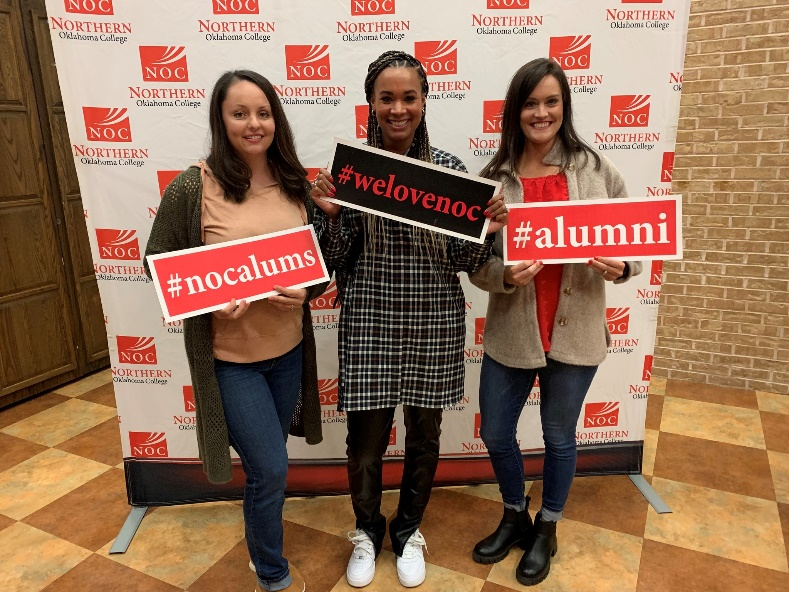 NOC
NORTHERN
Oklahoma College
#welovenoc
#nocalums
#alumni